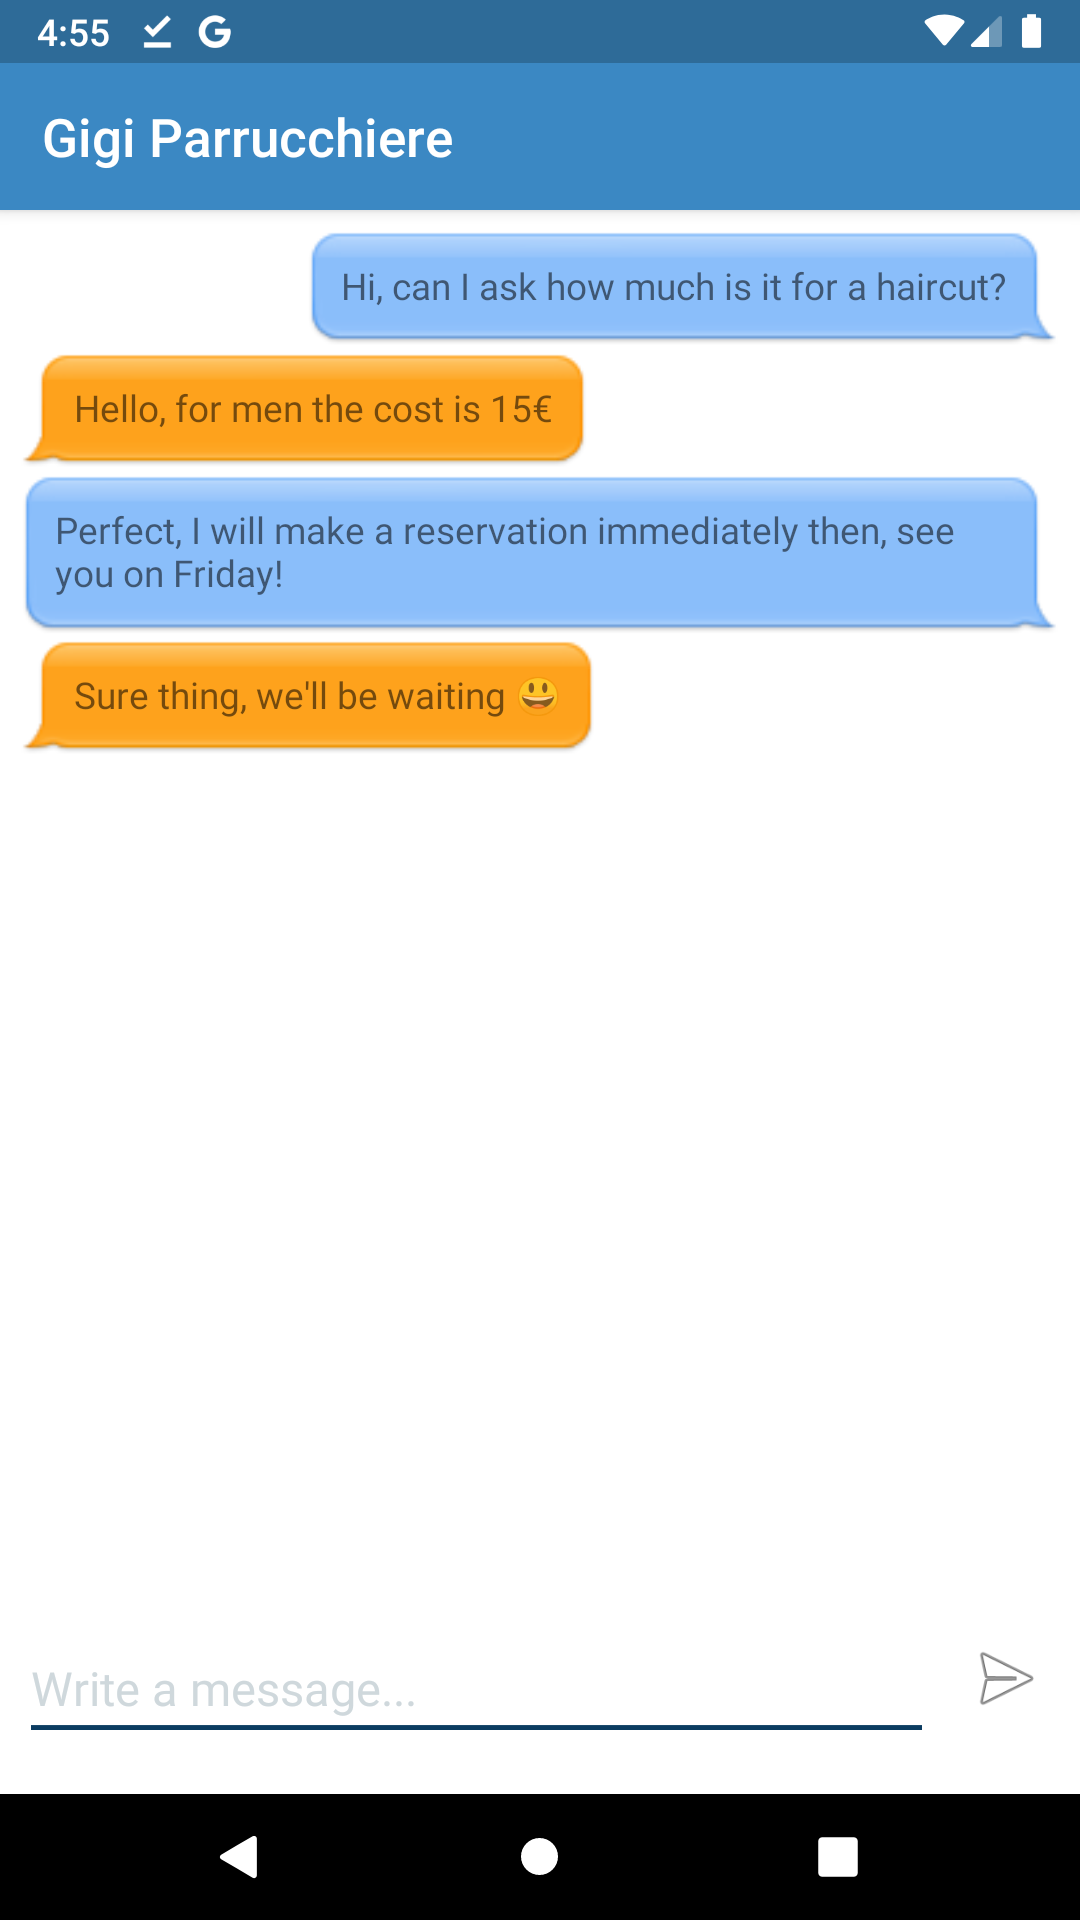 4:55
Gigi Parrucchiere
Hi, can I ask how much is it for a haircut?
Hello, for men the cost is 15€
Perfect, I will make a reservation immediately then, see
you on Friday!
Sure thing, we'll be waiting 😃
Write a message...